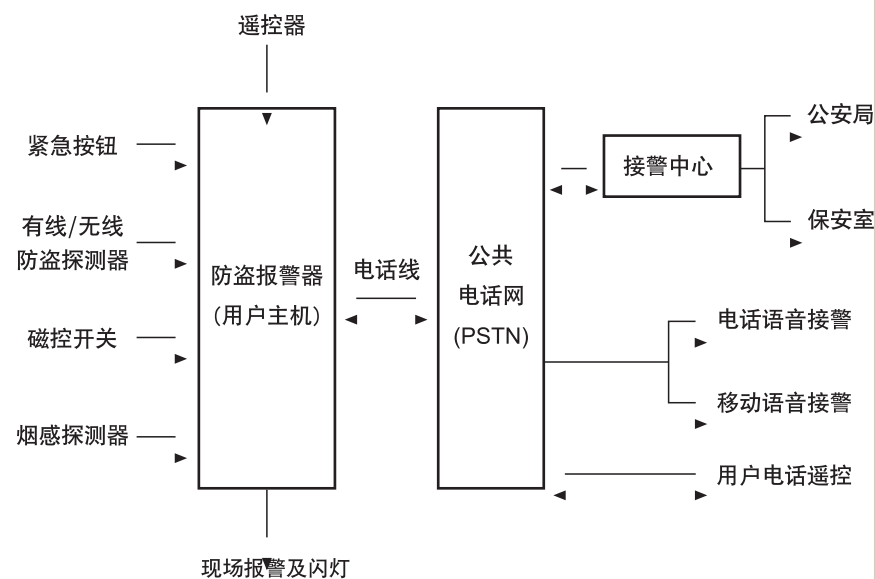 遥控器
紧急按钮
有线/无线
防盗探测器
磁控开关
烟感探测器
防盗报警器
(用户主机)
现场报警及闪灯
电话线
公共
电话网
(PSTN)
接警中心
公安局
保安室
电话语音接警
移动语音接警
用户电话遥控